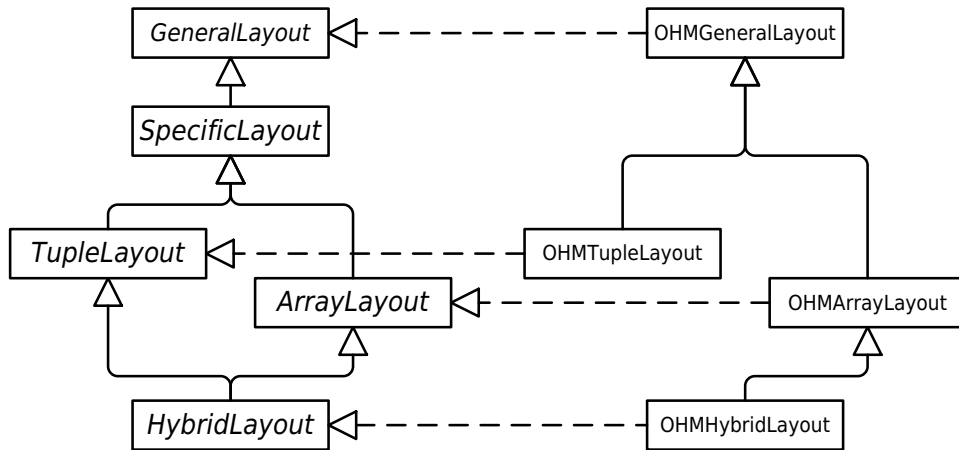 GeneralLayout
OHMGeneralLayout
SpecificLayout
TupleLayout
OHMTupleLayout
ArrayLayout
OHMArrayLayout
HybridLayout
OHMHybridLayout